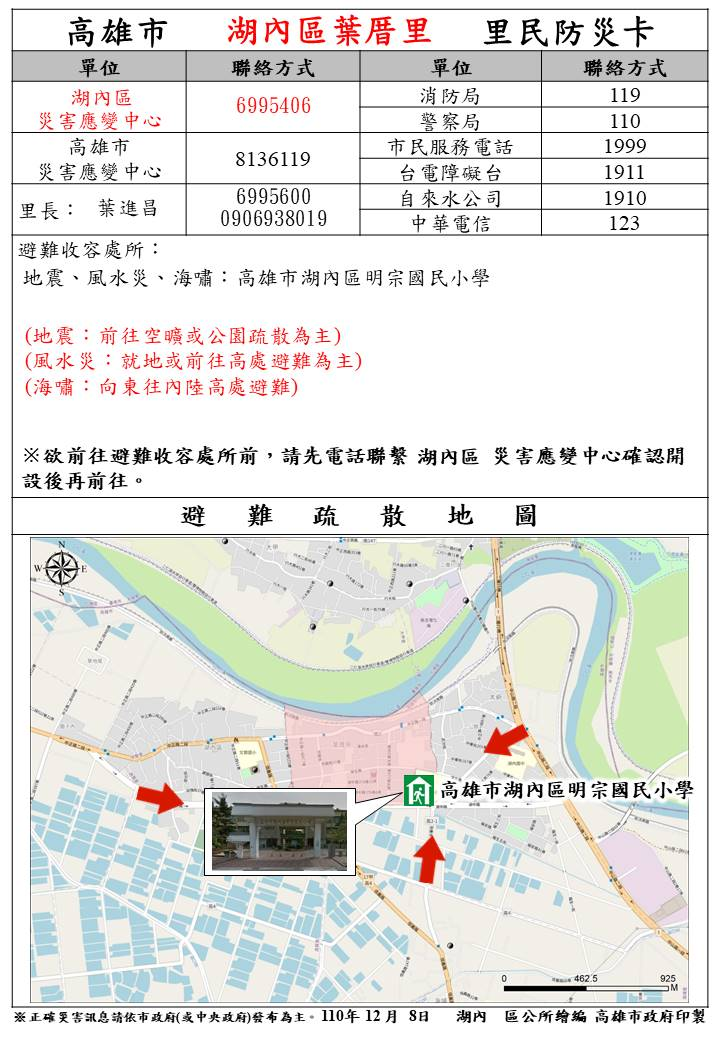 高雄市 湖內區葉厝里 里民防災卡
單位 聯絡方式 單位 聯絡方式
湖內區
災害應變中心 6995406
消防局 119
警察局 110
高雄市
災害應變中心 8136119
市民服務電話 1999
台電障礙台 1911
里長： 葉進昌 6995600
0906938019
自來水公司 1910
中華電信 123
避難收容處所：
地震、風水災、海嘯：高雄市湖內區明宗國民小學
(地震：前往空曠或公園疏散為主)
(風水災：就地或前往高處避難為主)
(海嘯：向東往內陸高處避難)
※欲前往避難收容處所前，請先電話聯繫 湖內區 災害應變中心確認開
設後再前往。
避 難 疏 散 地 圖
N
W E
S
湖內國中
高雄市湖內區明宗國民小學
0 462.5 925
M
※正確災害訊息請依市政府(或中央政府)發布為主。110年 12 月 8日 湖內 區公所繪編 高雄市政府印製